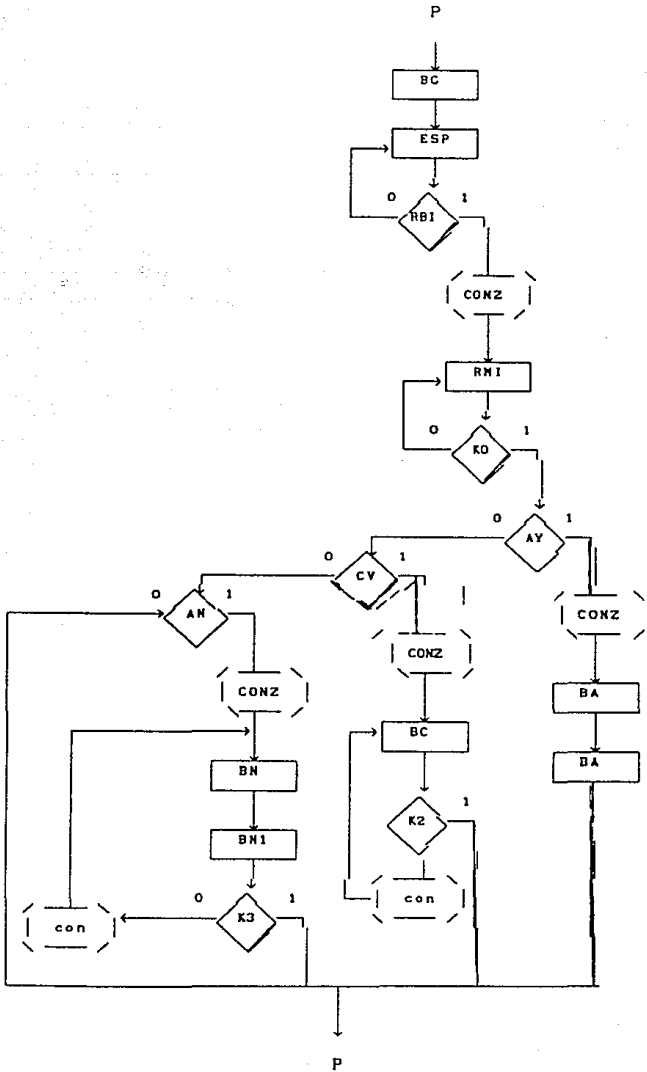 P
BC
ESP
0 1
RBI
CONZ
RMI
0 1
K0
0 1
AY
0 1
CV
0 1
AN
CONZ
CONZ
CONZ
BA
BC
BN
BA
1
K2
BN1
con
0 1
K3
con
P